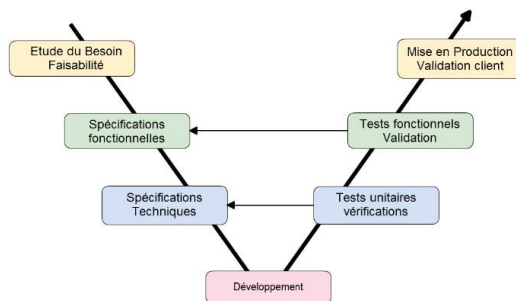 Etude du Besoin
Faisabilité
Mise en Production
Validation client
Spécifications
fonctionnelles
Tests fonctionnels
Validation
Spécifications
Techniques
Tests unitaires
vérifications
Développement